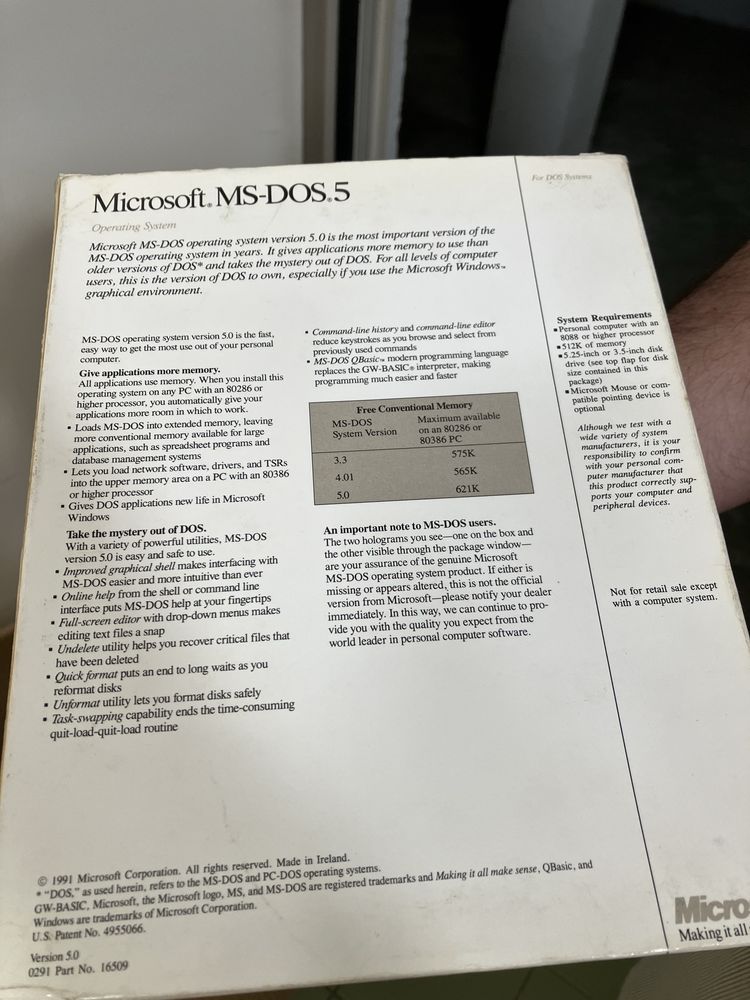 Microsoft® MS-DOS® 5
Operating System
Microsoft MS-DOS operating system version 5.0 is the most important version of the
MS-DOS operating system in years. It gives applications more memory to use than
older versions of DOS* and takes the mystery out of DOS. For all levels of computer
users, this is the version of DOS to own, especially if you use the Microsoft Windows™
graphical environment.
MS-DOS operating system version 5.0 is the fast,
easy way to get the most use out of your personal
computer.
Give applications more memory.
All applications use memory. When you install this
operating system on any PC with an 80286 or
higher processor, you automatically give your
applications more room in which to work.
▪ Loads MS-DOS into extended memory, leaving
more conventional memory available for large
applications, such as spreadsheet programs and
database management systems
▪ Lets you load network software, drivers, and TSRs
into the upper memory area on a PC with an 80386
or higher processor
▪ Gives DOS applications new life in Microsoft
Windows
Take the mystery out of DOS.
With a variety of powerful utilities, MS-DOS
version 5.0 is easy and safe to use.
▪ Improved graphical shell makes interfacing with
MS-DOS easier and more intuitive than ever
▪ Online help from the shell or command line
interface puts MS-DOS help at your fingertips
▪ Full-screen editor with drop-down menus makes
editing text files a snap
▪ Undelete utility helps you recover critical files that
have been deleted
▪ Quick format puts an end to long waits as you
reformat disks
▪ Unformat utility lets you format disks safely
▪ Task-swapping capability ends the time-consuming
quit-load-quit-load routine
▪ Command-line history and command-line editor
reduce keystrokes as you browse and select from
previously used commands
▪ MS-DOS QBasic™ modern programming language
replaces the GW-BASIC® interpreter, making
programming much easier and faster
Free Conventional Memory
MS-DOS
System Version
Maximum available
on an 80286 or
80386 PC
3.3 575K
4.01 565K
5.0 621K
An important note to MS-DOS users.
The two holograms you see—one on the box and
the other visible through the package window—
are your assurance of the genuine Microsoft
MS-DOS operating system product. If either is
missing or appears altered, this is not the official
version from Microsoft—please notify your dealer
immediately. In this way, we can continue to pro-
vide you with the quality you expect from the
world leader in personal computer software.
For DOS Systems
System Requirements
▪ Personal computer with an
8088 or higher processor
▪ 512K of memory
▪ 5.25-inch or 3.5-inch disk
drive (see top flap for disk
size contained in this
package)
▪ Microsoft Mouse or com-
patible pointing device is
optional
Although we test with a
wide variety of system
manufacturers, it is your
responsibility to confirm
with your personal com-
puter manufacturer that
this product correctly sup-
ports your computer and
peripheral devices.
Not for retail sale except
with a computer system.
© 1991 Microsoft Corporation. All rights reserved. Made in Ireland.
* "DOS," as used herein, refers to the MS-DOS and PC-DOS operating systems.
GW-BASIC, Microsoft, the Microsoft logo, MS, and MS-DOS are registered trademarks and Making it all make sense, QBasic, and
Windows are trademarks of Microsoft Corporation.
U.S. Patent No. 4955066.
Version 5.0
0291 Part No. 16509
Micro
Making it all